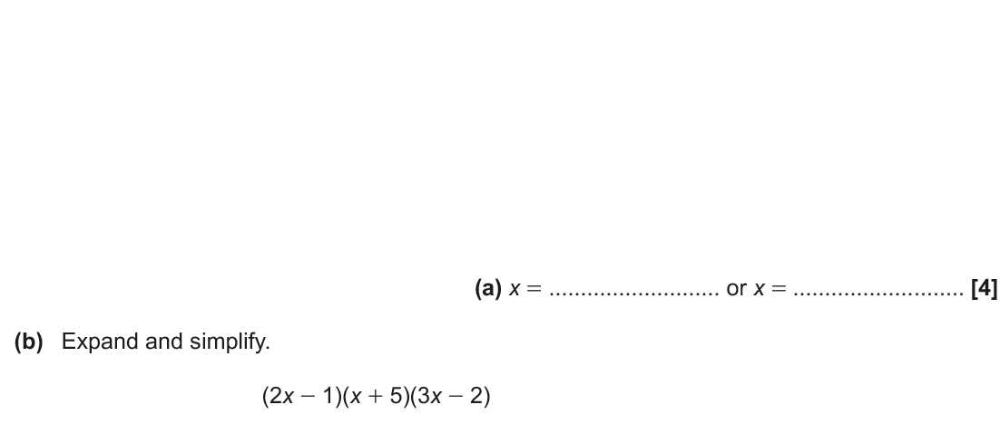 (a) x = ........................... or x = ........................... [4]
(b) Expand and simplify.
(2x − 1)(x + 5)(3x − 2)